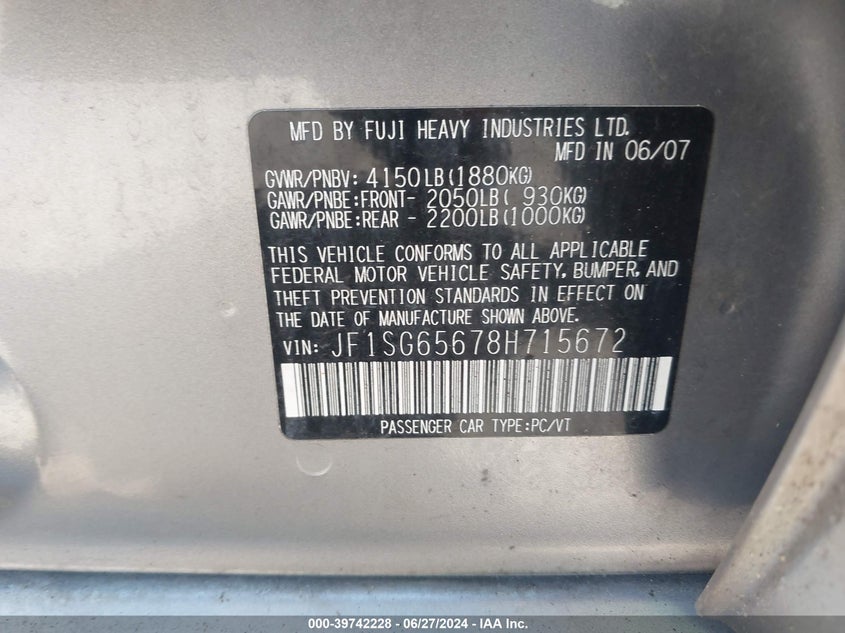 MFD BY FUJI HEAVY INDUSTRIES LTD.
MFD IN 06/07
GVWR/PNBV: 4150LB(1880KG)
GAWR/PNBE:FRONT- 2050LB( 930KG)
GAWR/PNBE:REAR - 2200LB(1000KG)
THIS VEHICLE CONFORMS TO ALL APPLICABLE
FEDERAL MOTOR VEHICLE SAFETY, BUMPER, AND
THEFT PREVENTION STANDARDS IN EFFECT ON
THE DATE OF MANUFACTURE SHOWN ABOVE.
VIN: JF1SG65678H715672
PASSENGER CAR TYPE:PC/VT
000-39742228 - 06/27/2024 - IAA Inc.